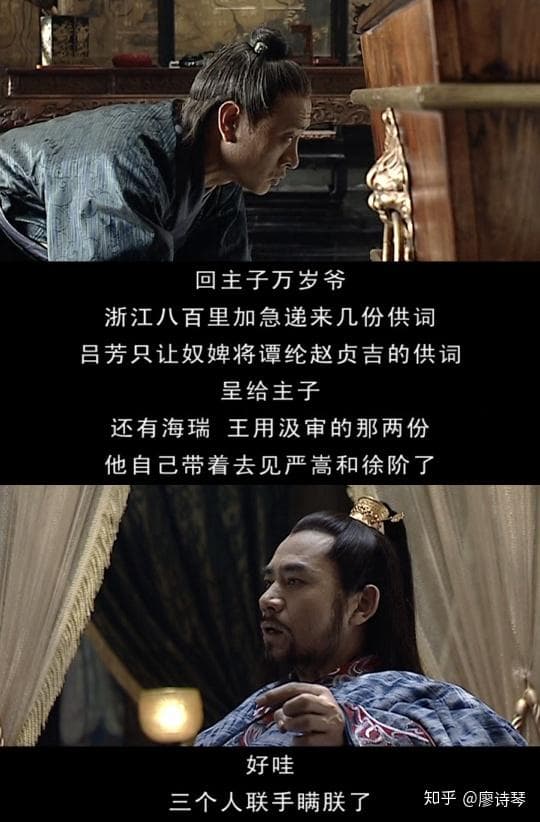 回主子万岁爷
浙江八百里加急递来几份供词
吕芳只让奴婢将谭纶赵贞吉的供词
呈给主子
还有海瑞 王用汲审的那两份
他自己带着去见严嵩和徐阶了
好哇
三个人联手瞒朕了
知乎 @廖诗琴